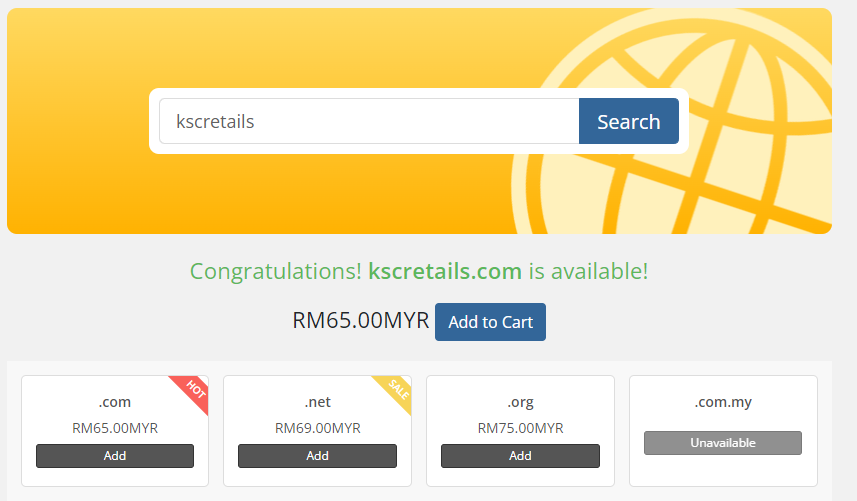 kscretails Search
Congratulations! kscretails.com is available!
RM65.00MYR Add to Cart
HOT
SALE
.com .net .org .com.my
RM65.00MYR RM69.00MYR RM75.00MYR
Add Add Add Unavailable